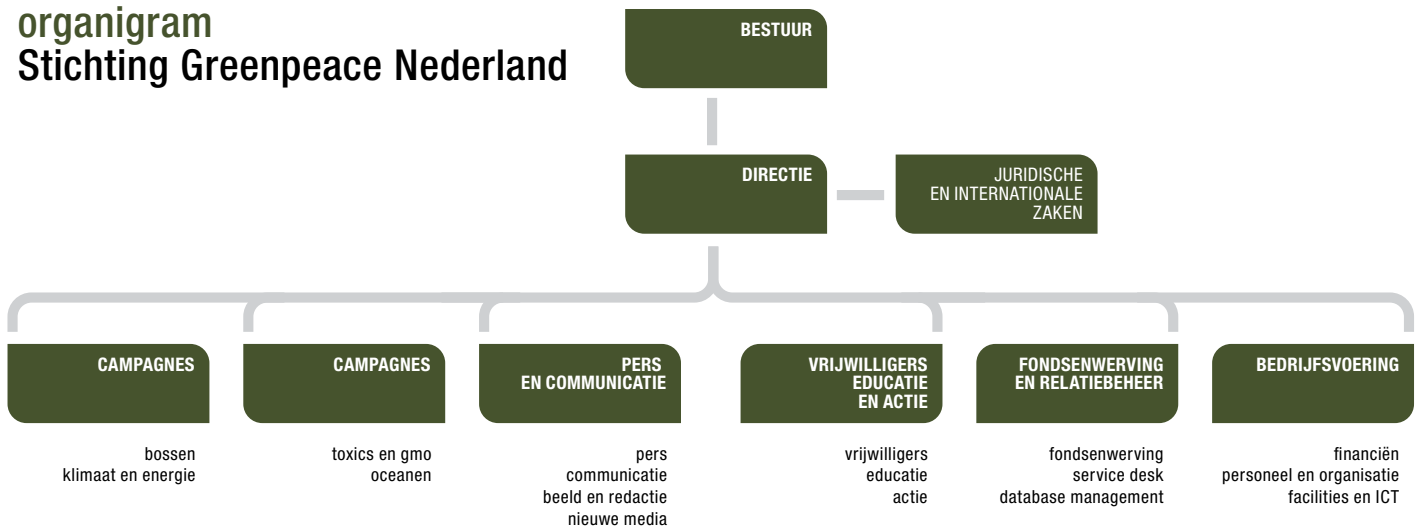 organigram
Stichting Greenpeace Nederland
BESTUUR
DIRECTIE
JURIDISCHE
EN INTERNATIONALE
ZAKEN
CAMPAGNES
bossen
klimaat en energie
CAMPAGNES
toxics en gmo
oceanen
PERS
EN COMMUNICATIE
pers
communicatie
beeld en redactie
nieuwe media
VRIJWILLIGERS
EDUCATIE
EN ACTIE
vrijwilligers
educatie
actie
FONDSENWERVING
EN RELATIEBEHEER
fondsenwerving
service desk
database management
BEDRIJFSVOERING
financiën
personeel en organisatie
facilities en ICT